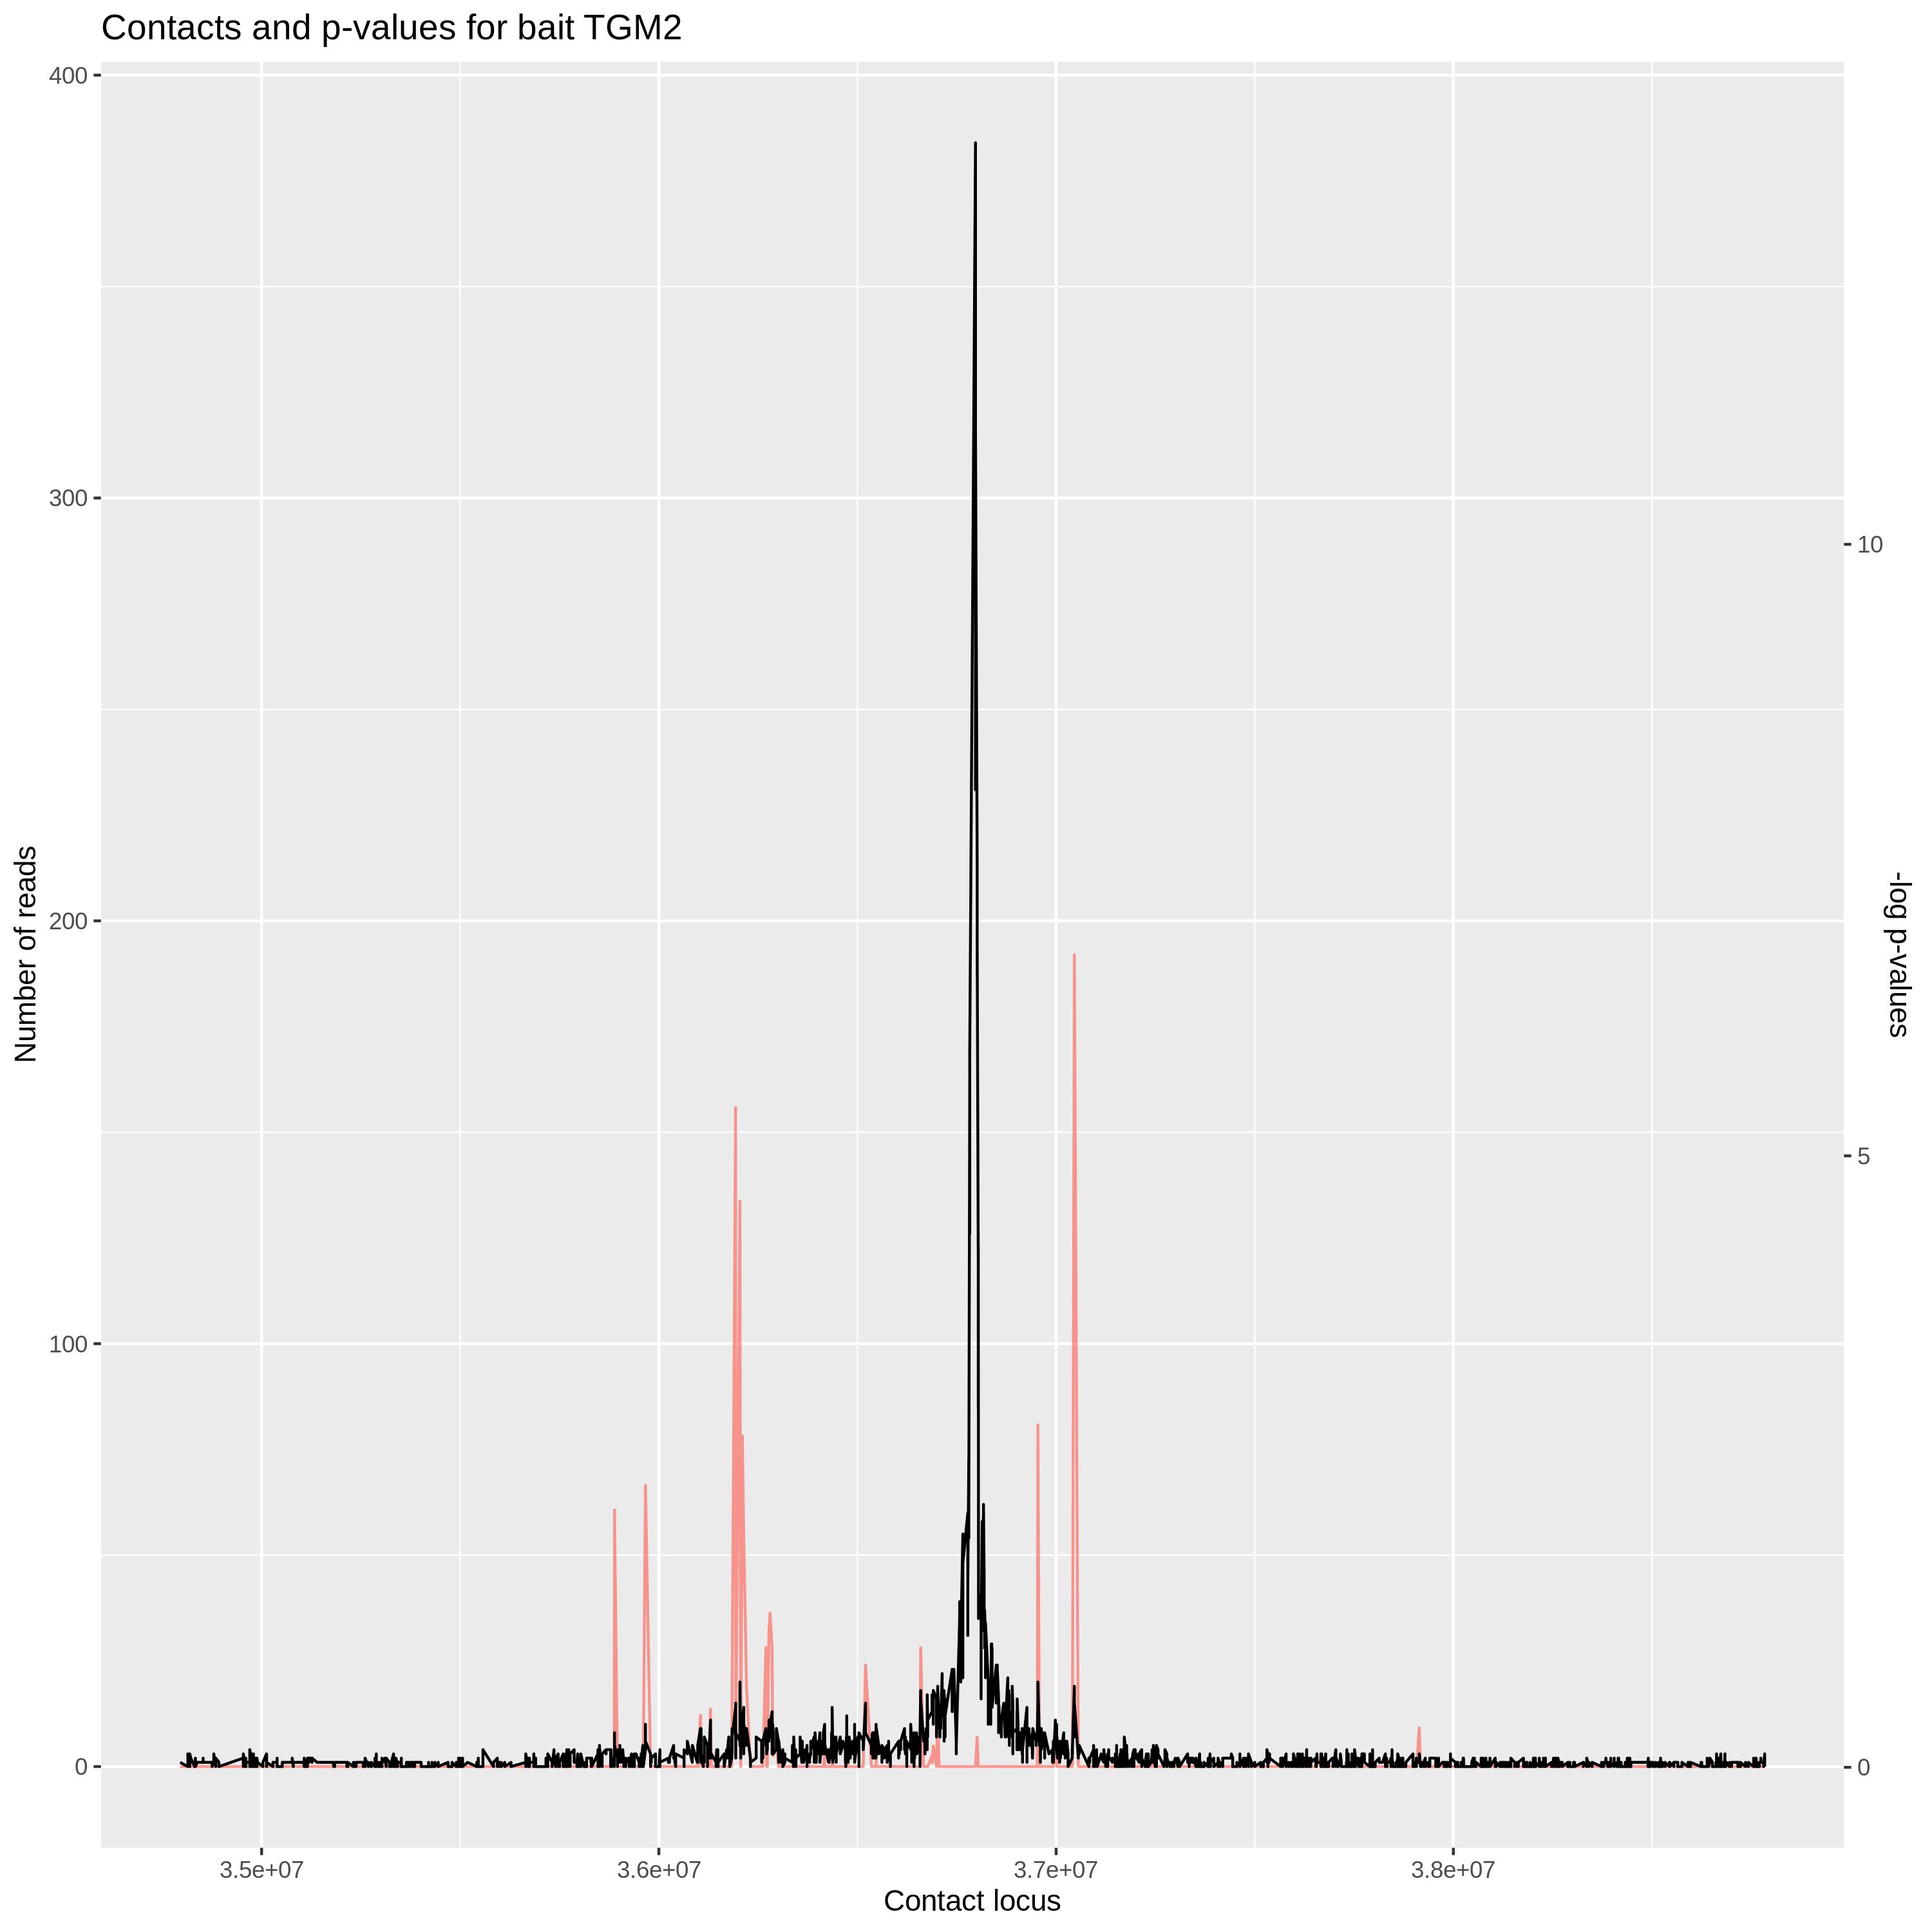 Contacts and p-values for bait TGM2
400
300
200
100
0
Number of reads
10
5
0
-log p-values
3.5e+07
3.6e+07
3.7e+07
3.8e+07
Contact locus